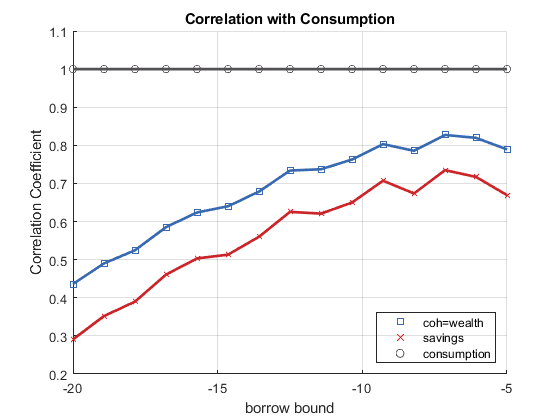 Correlation with Consumption
Correlation Coefficient
1.1
1
0.9
0.8
0.7
0.6
0.5
0.4
0.3
0.2
-20
-15
-10
-5
borrow bound
coh=wealth
savings
consumption